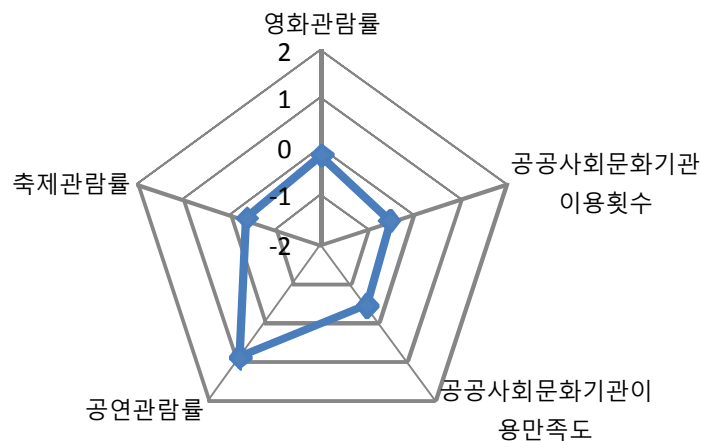 영화관람률
2
1
0
-1
-2
공공사회문화기관
이용횟수
공공사회문화기관이
용만족도
공연관람률
축제관람률